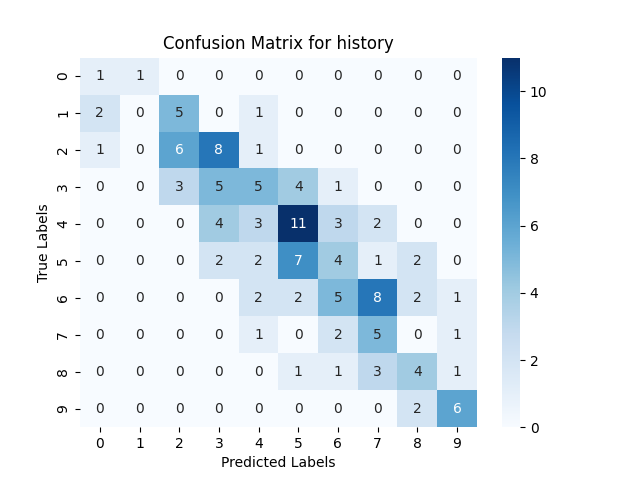 Confusion Matrix for history
True Labels
0 1 1 0 0 0 0 0 0 0 0
1 2 0 5 0 1 0 0 0 0 0
2 1 0 6 8 1 0 0 0 0 0
3 0 0 3 5 5 4 1 0 0 0
4 0 0 0 4 3 11 3 2 0 0
5 0 0 0 2 2 7 4 1 2 0
6 0 0 0 0 2 2 5 8 2 1
7 0 0 0 0 1 0 2 5 0 1
8 0 0 0 0 0 1 1 3 4 1
9 0 0 0 0 0 0 0 0 2 6
0 1 2 3 4 5 6 7 8 9
Predicted Labels
10
8
6
4
2
0